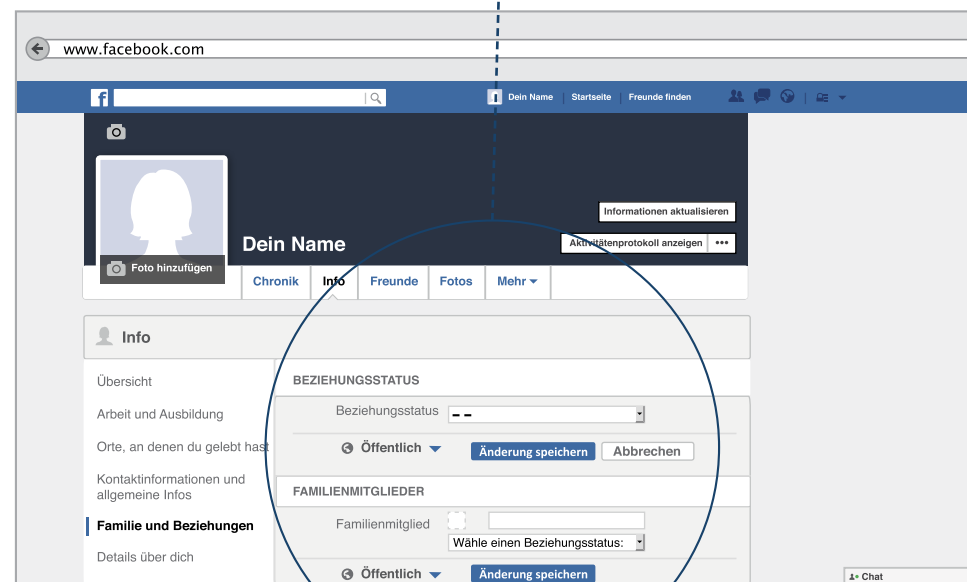 www.facebook.com
f
Dein Name | Startseite | Freunde finden
Informationen aktualisieren
Aktivitätenprotokoll anzeigen •••
Dein Name
Foto hinzufügen
Chronik Info Freunde Fotos Mehr
Info
Übersicht
Arbeit und Ausbildung
Orte, an denen du gelebt hast
Kontaktinformationen und
allgemeine Infos
Familie und Beziehungen
Details über dich
BEZIEHUNGSSTATUS
Beziehungsstatus – –
Öffentlich Änderung speichern Abbrechen
FAMILIENMITGLIEDER
Familienmitglied
Wähle einen Beziehungsstatus:
Öffentlich Änderung speichern
Chat